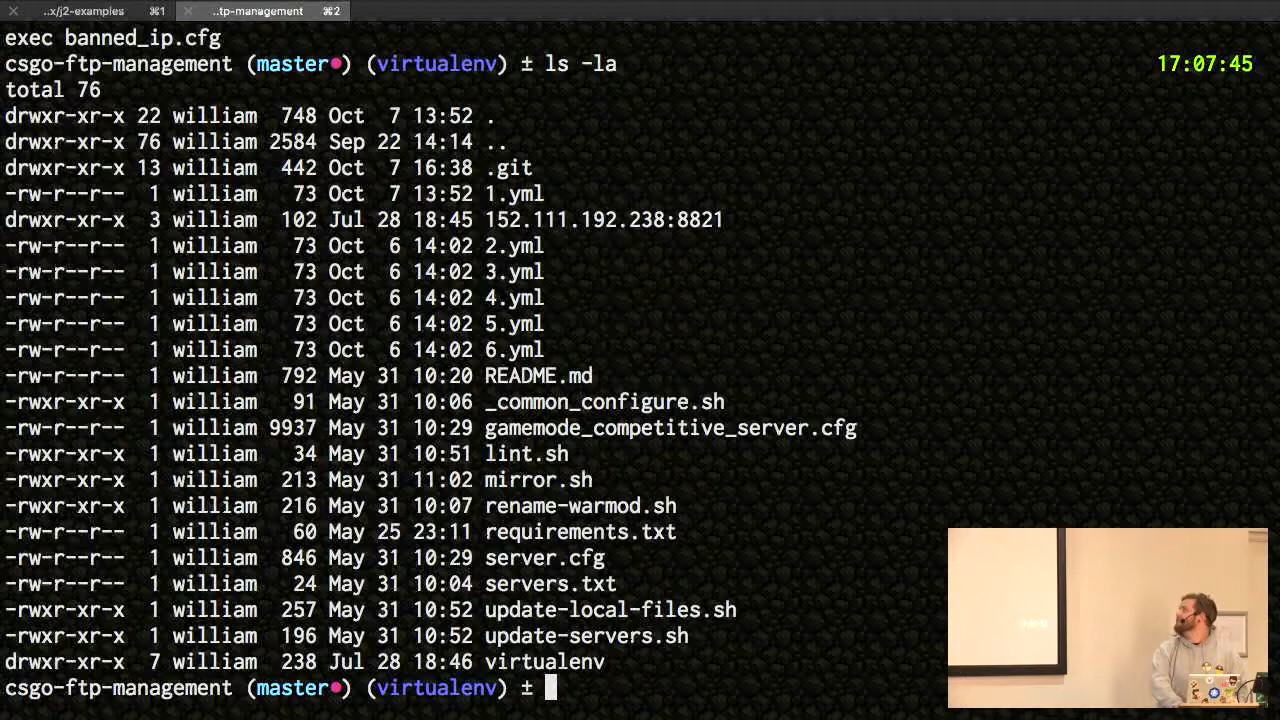 ..x/j2-examples ⌘1 ..tp-management ⌘2
exec banned_ip.cfg
csgo-ftp-management (master●) (virtualenv) ± ls -la 17:07:45
total 76
drwxr-xr-x 22 william 748 Oct 7 13:52 .
drwxr-xr-x 76 william 2584 Sep 22 14:14 ..
drwxr-xr-x 13 william 442 Oct 7 16:38 .git
-rw-r--r-- 1 william 73 Oct 7 13:52 1.yml
drwxr-xr-x 3 william 102 Jul 28 18:45 152.111.192.238:8821
-rw-r--r-- 1 william 73 Oct 6 14:02 2.yml
-rw-r--r-- 1 william 73 Oct 6 14:02 3.yml
-rw-r--r-- 1 william 73 Oct 6 14:02 4.yml
-rw-r--r-- 1 william 73 Oct 6 14:02 5.yml
-rw-r--r-- 1 william 73 Oct 6 14:02 6.yml
-rw-r--r-- 1 william 792 May 31 10:20 README.md
-rwxr-xr-x 1 william 91 May 31 10:06 _common_configure.sh
-rw-r--r-- 1 william 9937 May 31 10:29 gamemode_competitive_server.cfg
-rwxr-xr-x 1 william 34 May 31 10:51 lint.sh
-rwxr-xr-x 1 william 213 May 31 11:02 mirror.sh
-rwxr-xr-x 1 william 216 May 31 10:07 rename-warmod.sh
-rw-r--r-- 1 william 60 May 25 23:11 requirements.txt
-rw-r--r-- 1 william 846 May 31 10:29 server.cfg
-rw-r--r-- 1 william 24 May 31 10:04 servers.txt
-rwxr-xr-x 1 william 257 May 31 10:52 update-local-files.sh
-rwxr-xr-x 1 william 196 May 31 10:52 update-servers.sh
drwxr-xr-x 7 william 238 Jul 28 18:46 virtualenv
csgo-ftp-management (master●) (virtualenv) ±